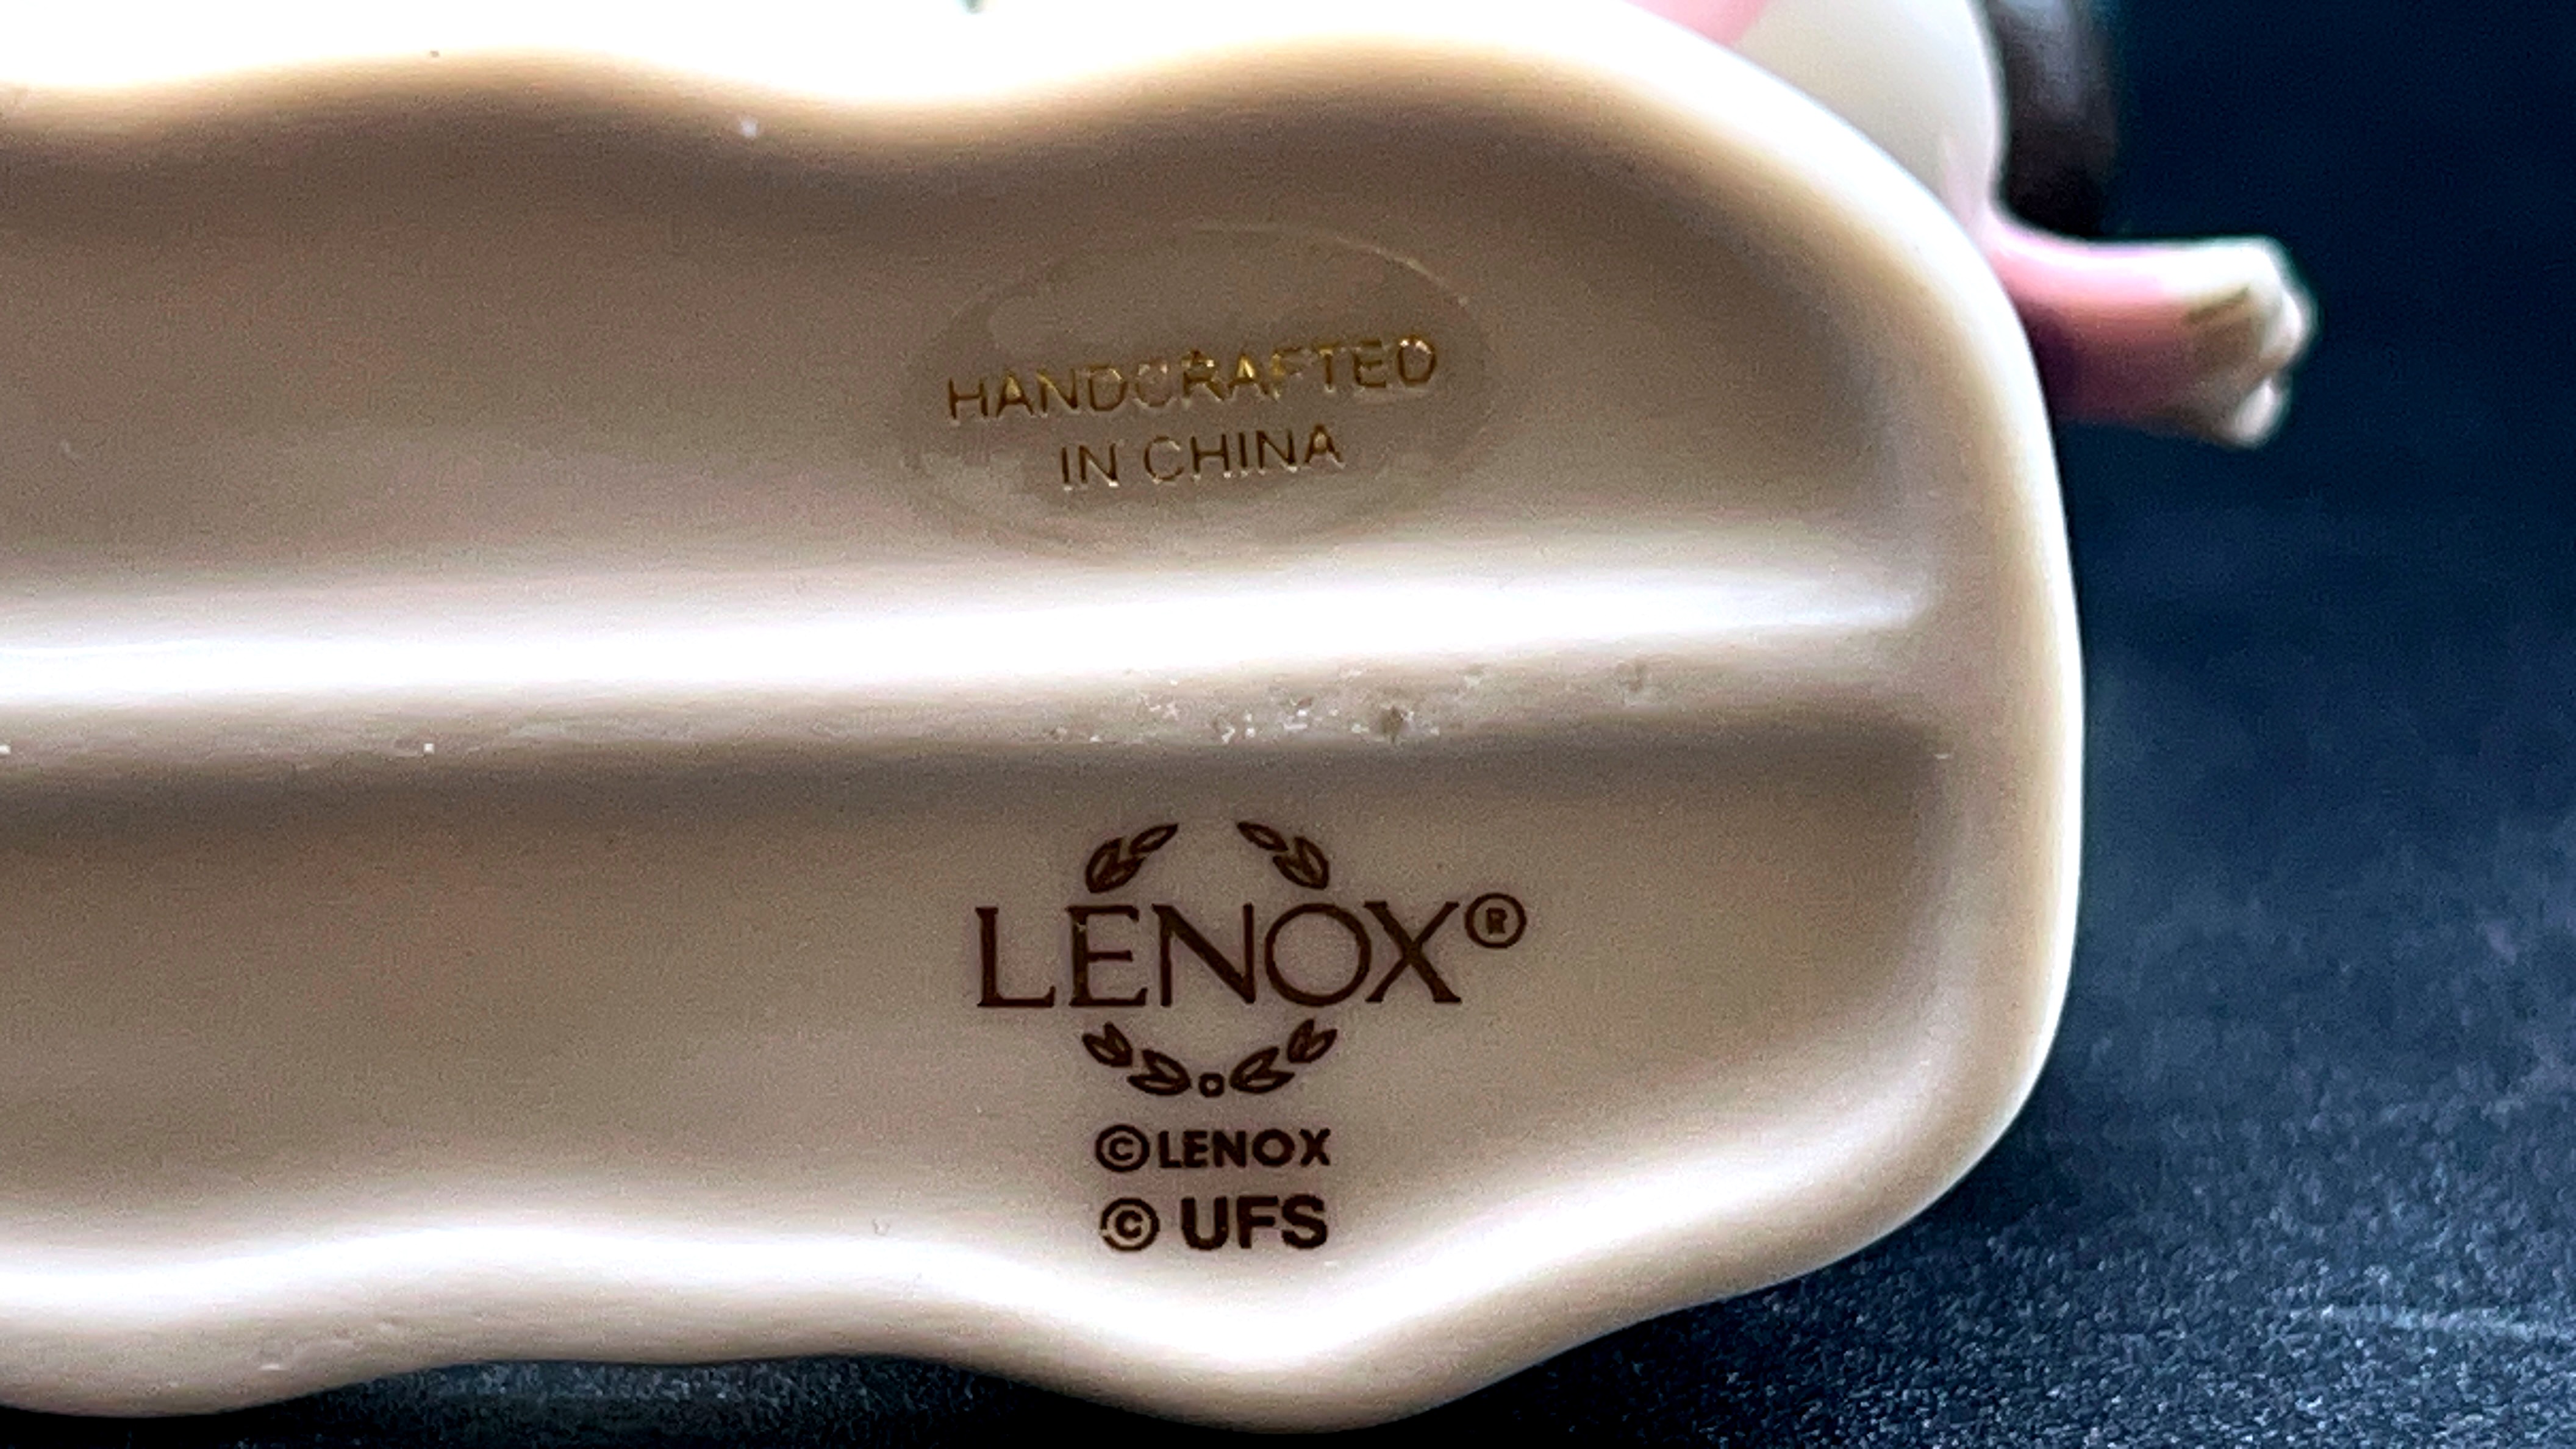 HANDCRAFTED
IN CHINA
LENOX®
©LENOX
© UFS